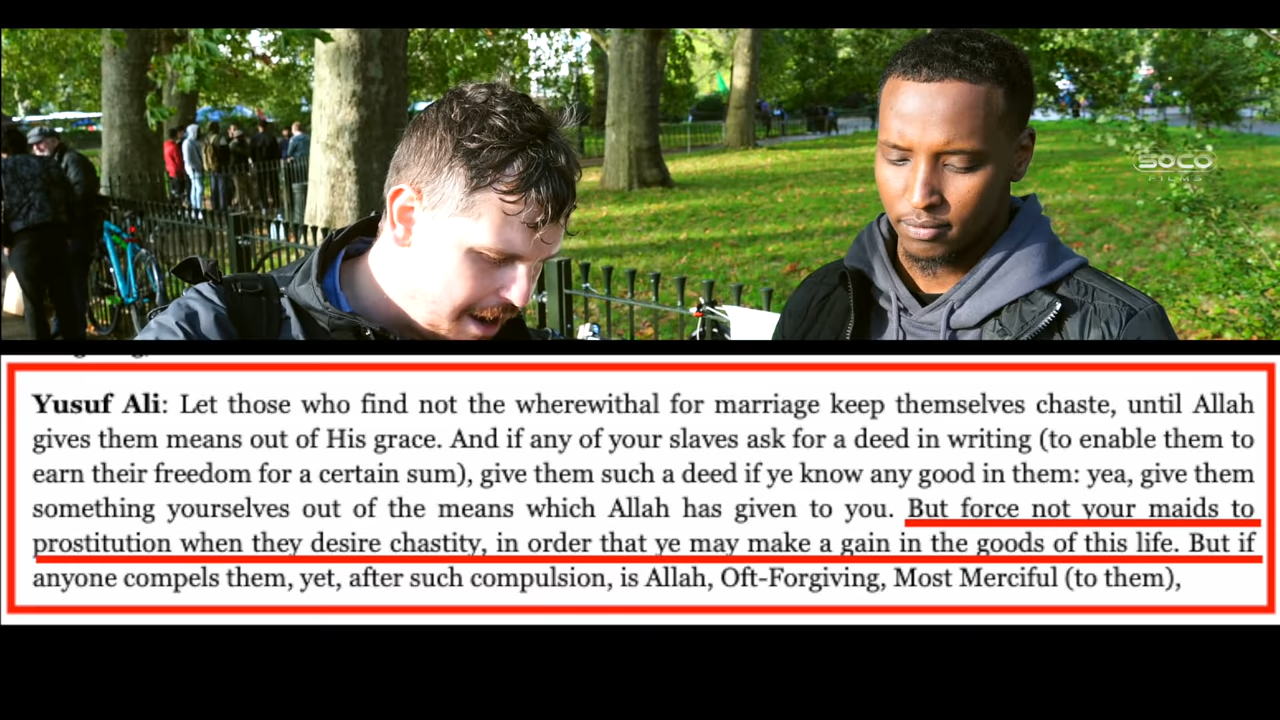 SOCO
FILMS
Yusuf Ali: Let those who find not the wherewithal for marriage keep themselves chaste, until Allah
gives them means out of His grace. And if any of your slaves ask for a deed in writing (to enable them to
earn their freedom for a certain sum), give them such a deed if ye know any good in them: yea, give them
something yourselves out of the means which Allah has given to you. But force not your maids to
prostitution when they desire chastity, in order that ye may make a gain in the goods of this life. But if
anyone compels them, yet, after such compulsion, is Allah, Oft-Forgiving, Most Merciful (to them),